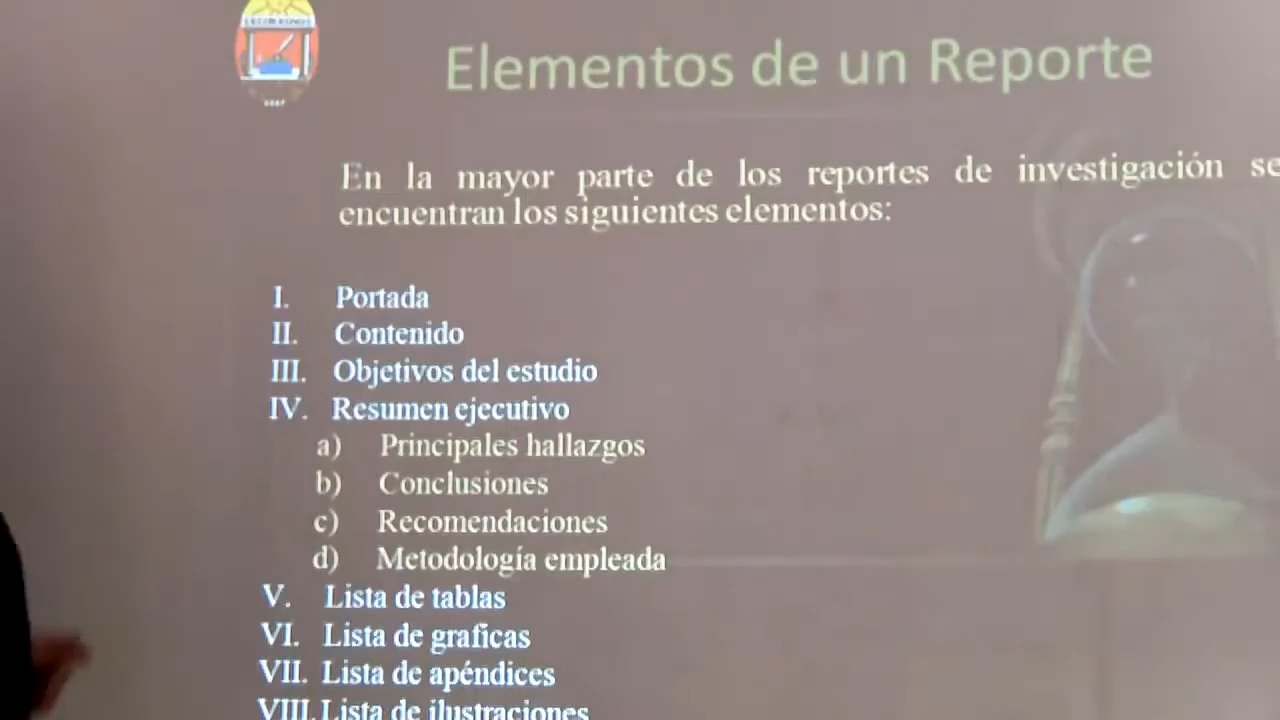 Elementos de un Reporte
En la mayor parte de los reportes de investigación se
encuentran los siguientes elementos:
I. Portada
II. Contenido
III. Objetivos del estudio
IV. Resumen ejecutivo
a) Principales hallazgos
b) Conclusiones
c) Recomendaciones
d) Metodología empleada
V. Lista de tablas
VI. Lista de graficas
VII. Lista de apéndices
VIII. Lista de ilustraciones